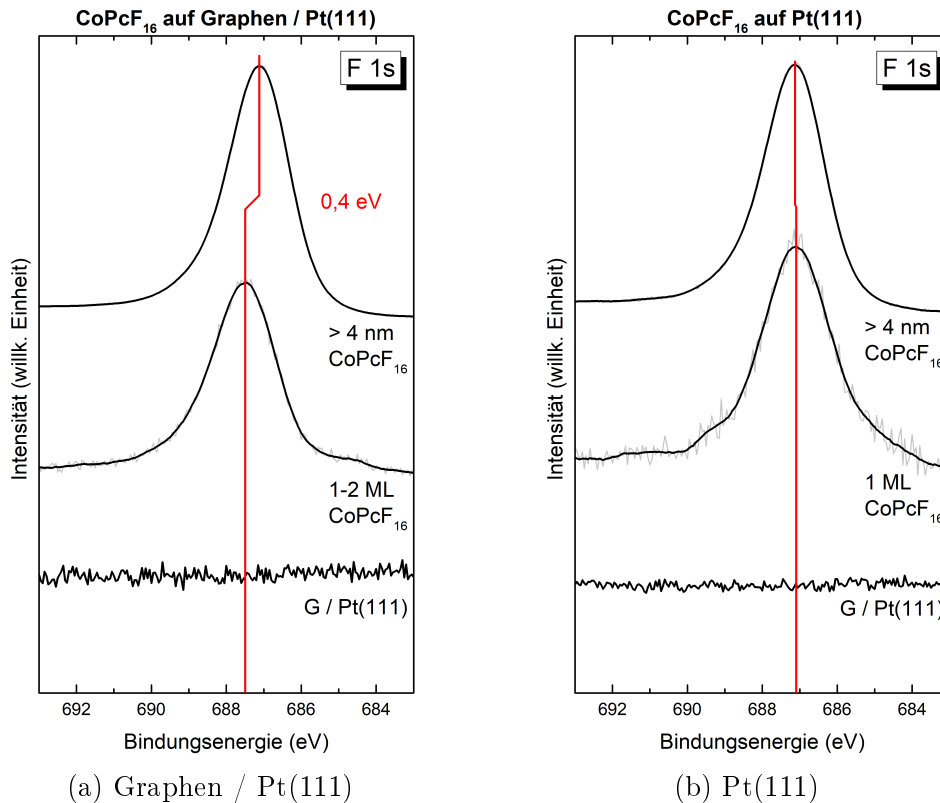 CoPcF₁₆ auf Graphen / Pt(111)
F 1s
0,4 eV
> 4 nm
CoPcF₁₆
1-2 ML
CoPcF₁₆
G / Pt(111)
692 690 688 686 684
Bindungsenergie (eV)
Intensität (willk. Einheit)
(a) Graphen / Pt(111)
CoPcF₁₆ auf Pt(111)
F 1s
> 4 nm
CoPcF₁₆
1 ML
CoPcF₁₆
G / Pt(111)
692 690 688 686 684
Bindungsenergie (eV)
Intensität (willk. Einheit)
(b) Pt(111)